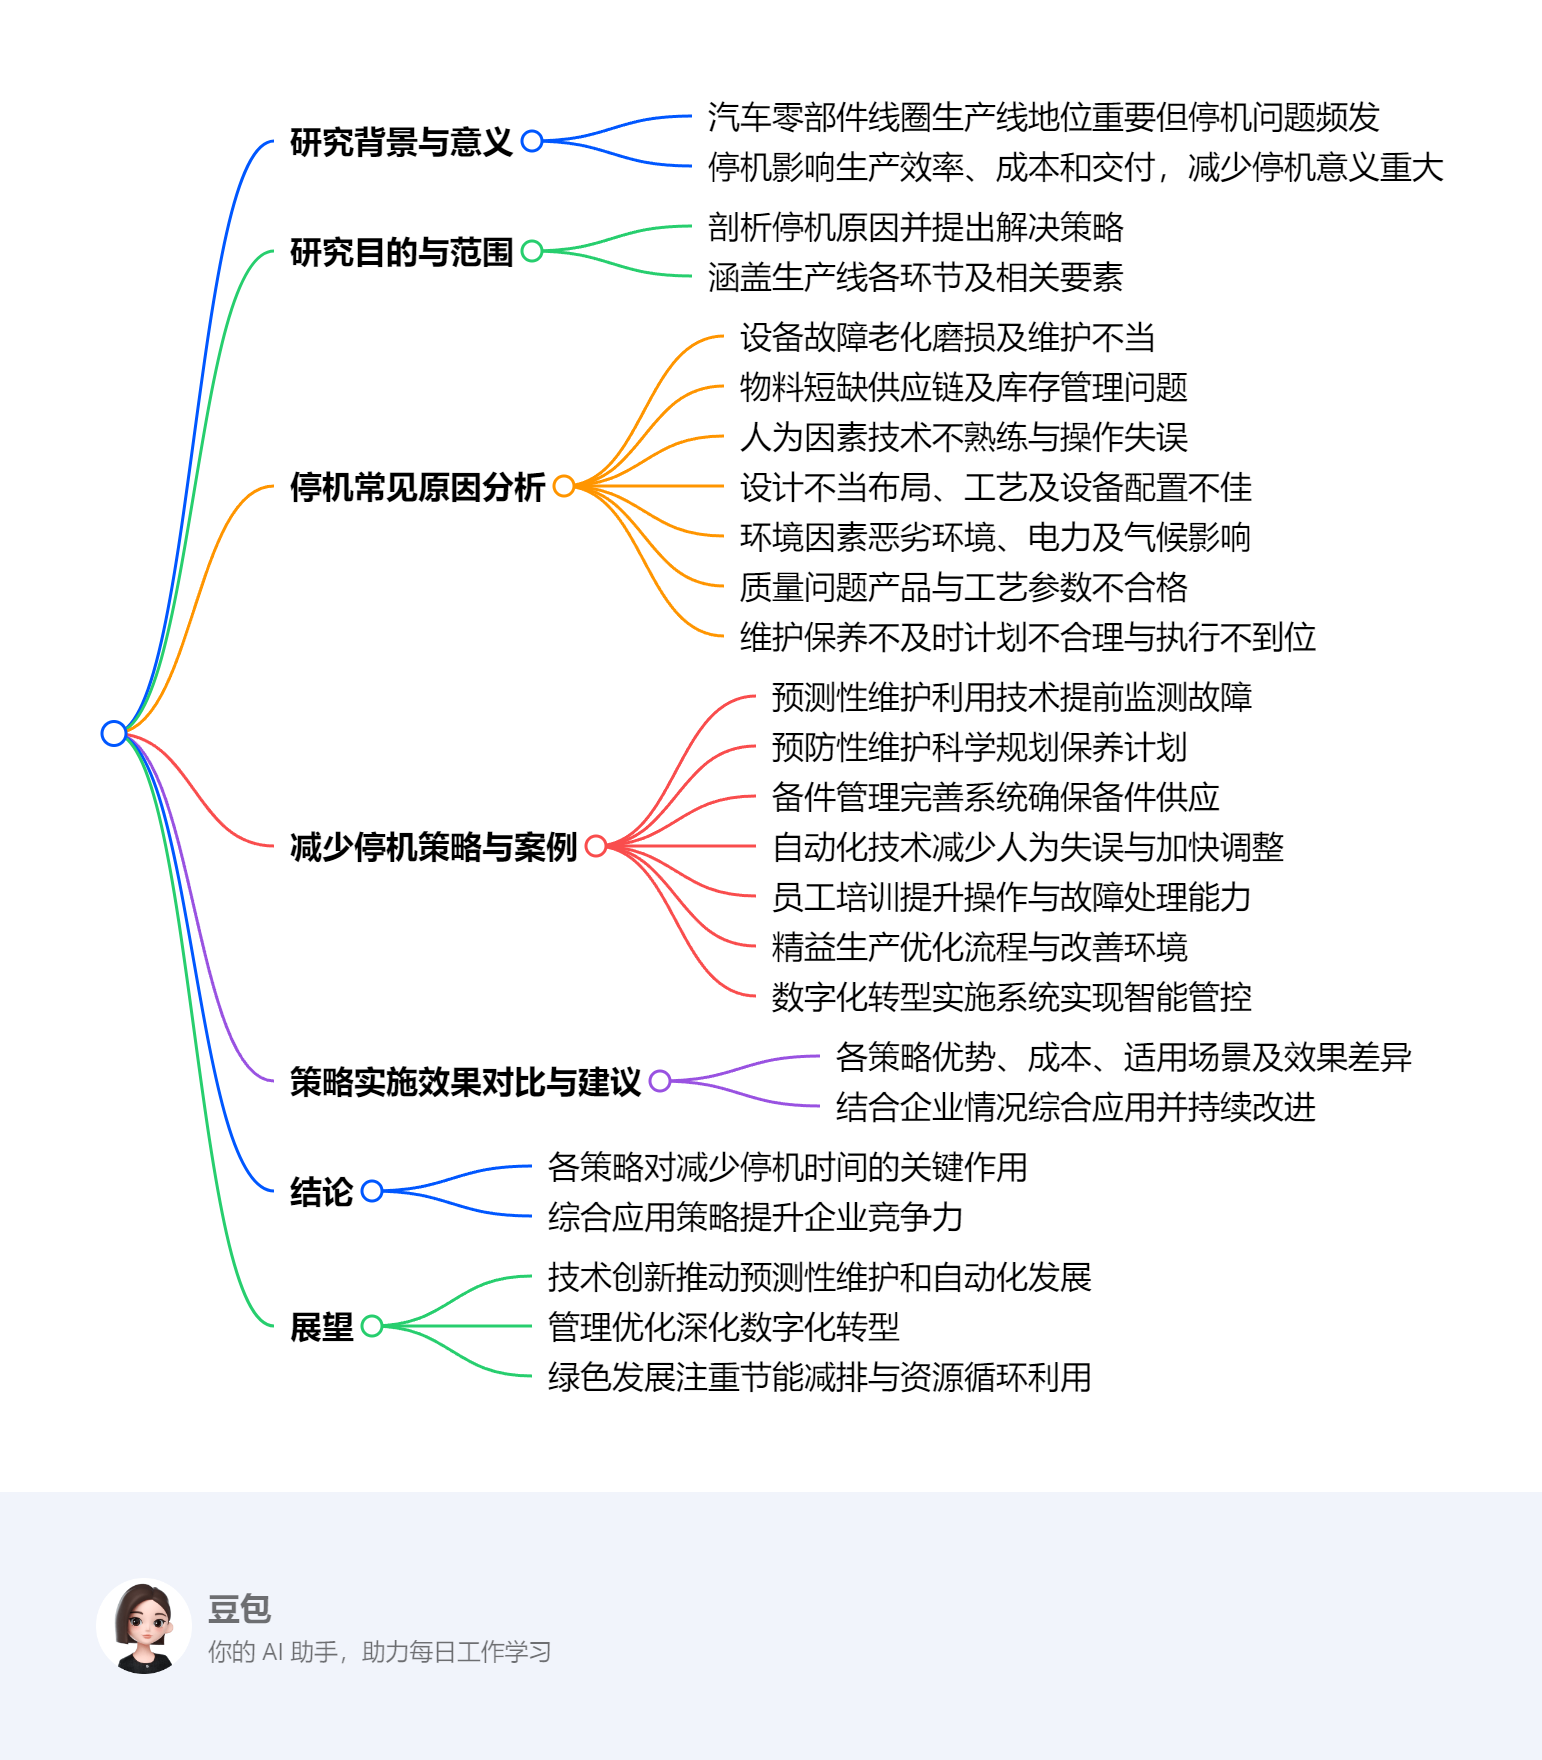 研究背景与意义
汽车零部件线圈生产线地位重要但停机问题频发
停机影响生产效率、成本和交付，减少停机意义重大
研究目的与范围
剖析停机原因并提出解决策略
涵盖生产线各环节及相关要素
停机常见原因分析
设备故障老化磨损及维护不当
物料短缺供应链及库存管理问题
人为因素技术不熟练与操作失误
设计不当布局、工艺及设备配置不佳
环境因素恶劣环境、电力及气候影响
质量问题产品与工艺参数不合格
维护保养不及时计划不合理与执行不到位
减少停机策略与案例
预测性维护利用技术提前监测故障
预防性维护科学规划保养计划
备件管理完善系统确保备件供应
自动化技术减少人为失误与加快调整
员工培训提升操作与故障处理能力
精益生产优化流程与改善环境
数字化转型实施系统实现智能管控
策略实施效果对比与建议
各策略优势、成本、适用场景及效果差异
结合企业情况综合应用并持续改进
结论
各策略对减少停机时间的关键作用
综合应用策略提升企业竞争力
展望
技术创新推动预测性维护和自动化发展
管理优化深化数字化转型
绿色发展注重节能减排与资源循环利用
豆包
你的 AI 助手，助力每日工作学习